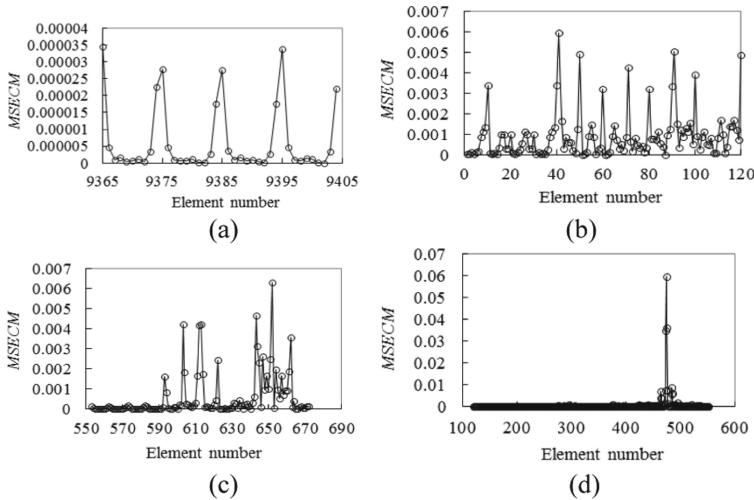 0.00004
0.000035
0.00003
0.000025
0.00002
0.000015
0.00001
0.000005
0
MSECM
9365 9375 9385 9395 9405
Element number
(a)
0.007
0.006
0.005
0.004
0.003
0.002
0.001
0
MSECM
0 20 40 60 80 100 120
Element number
(b)
0.007
0.006
0.005
0.004
0.003
0.002
0.001
0
MSECM
550 570 590 610 630 650 670 690
Element number
(c)
0.07
0.06
0.05
0.04
0.03
0.02
0.01
0
MSECM
100 200 300 400 500 600
Element number
(d)